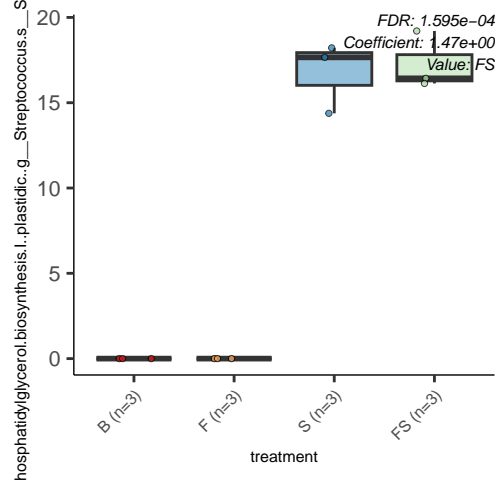 hosphatidylglycerol.biosynthesis.I..plastidic..g__Streptococcus.s__S
20
15
10
5
0
FDR: 1.595e−04
Coefficient: 1.47e+00
Value: FS
B (n=3)
F (n=3)
S (n=3)
FS (n=3)
treatment